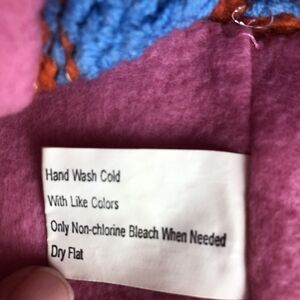 Hand Wash Cold
With Like Colors
Only Non-chlorine Bleach When Needed
Dry Flat